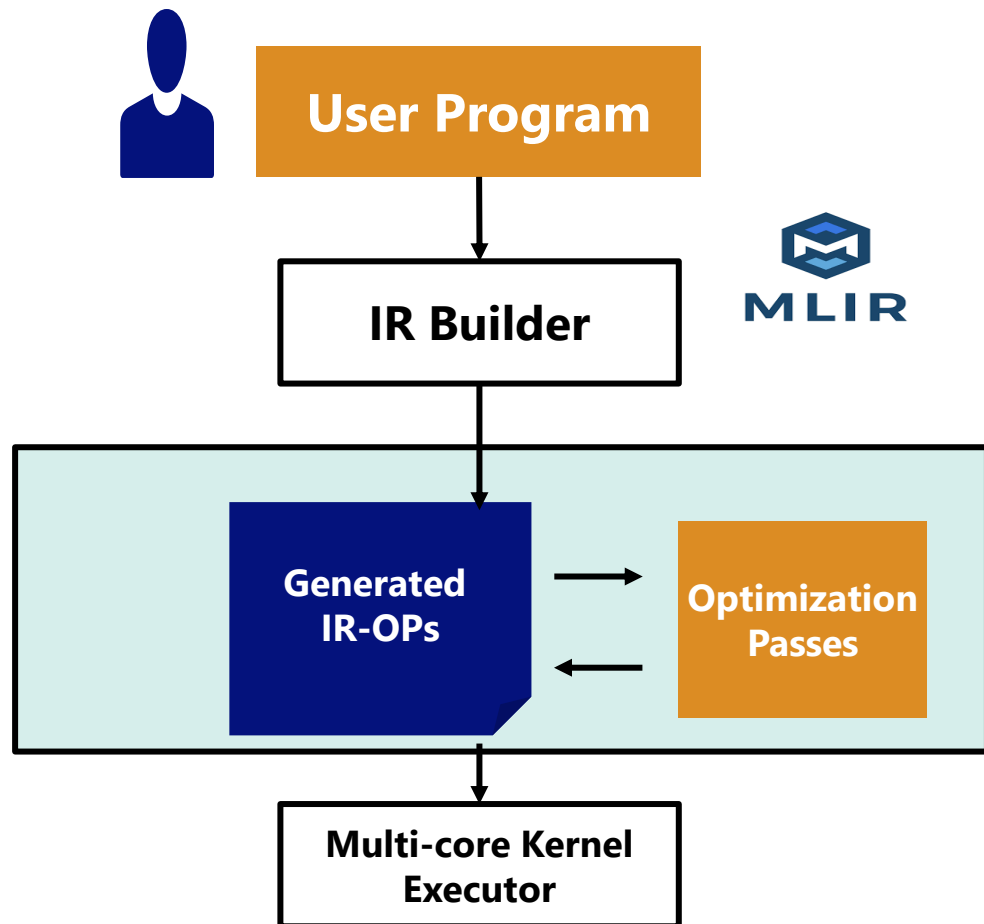 User Program
MLIR
IR Builder
Generated
IR-OPs
Optimization
Passes
Multi-core Kernel
Executor